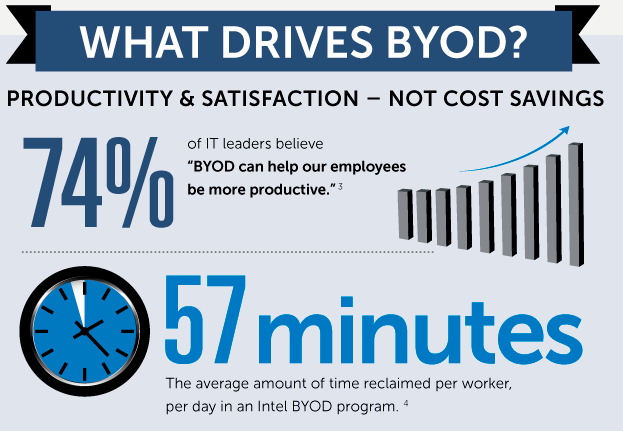 WHAT DRIVES BYOD?
PRODUCTIVITY & SATISFACTION – NOT COST SAVINGS
74%
of IT leaders believe
“BYOD can help our employees
be more productive.” 3
57 minutes
The average amount of time reclaimed per worker,
per day in an Intel BYOD program. 4